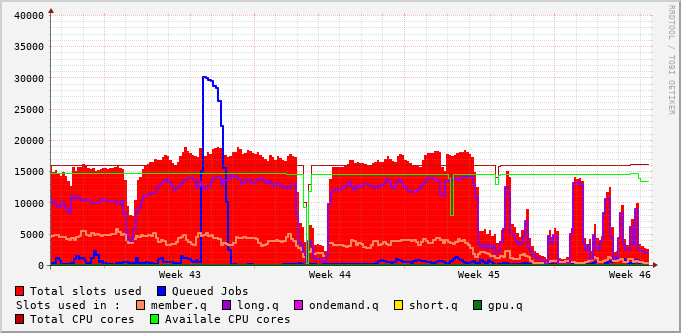 40000
35000
30000
25000
20000
15000
10000
5000
0
Week 43 Week 44 Week 45 Week 46
Total slots used Queued Jobs
Slots used in : member.q long.q ondemand.q short.q gpu.q
Total CPU cores Availale CPU cores
RRDTOOL / TOBI OETIKER